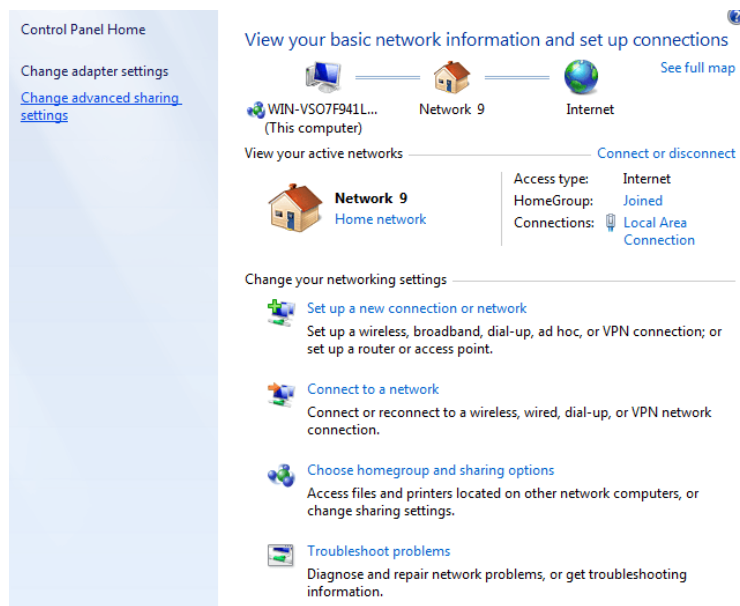 Control Panel Home
Change adapter settings
Change advanced sharing
settings
View your basic network information and set up connections
See full map
WIN-VSO7F941L...
(This computer)
Network 9
Internet
View your active networks
Connect or disconnect
Network 9
Home network
Access type: Internet
HomeGroup: Joined
Connections: Local Area
Connection
Change your networking settings
Set up a new connection or network
Set up a wireless, broadband, dial-up, ad hoc, or VPN connection; or
set up a router or access point.
Connect to a network
Connect or reconnect to a wireless, wired, dial-up, or VPN network
connection.
Choose homegroup and sharing options
Access files and printers located on other network computers, or
change sharing settings.
Troubleshoot problems
Diagnose and repair network problems, or get troubleshooting
information.